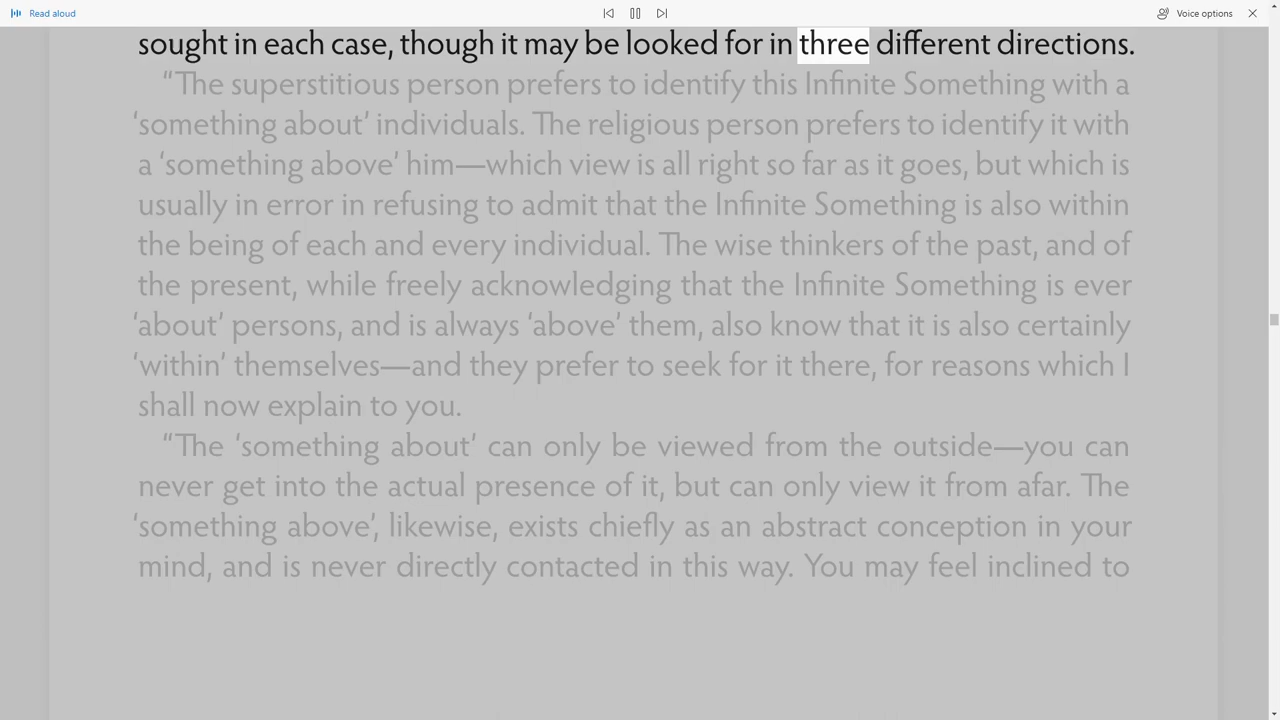 Read aloud
Voice options
sought in each case, though it may be looked for in three different directions.
“The superstitious person prefers to identify this Infinite Something with a
‘something about’ individuals. The religious person prefers to identify it with
a ‘something above’ him—which view is all right so far as it goes, but which is
usually in error in refusing to admit that the Infinite Something is also within
the being of each and every individual. The wise thinkers of the past, and of
the present, while freely acknowledging that the Infinite Something is ever
‘about’ persons, and is always ‘above’ them, also know that it is also certainly
‘within’ themselves—and they prefer to seek for it there, for reasons which I
shall now explain to you.
“The ‘something about’ can only be viewed from the outside—you can
never get into the actual presence of it, but can only view it from afar. The
‘something above’, likewise, exists chiefly as an abstract conception in your
mind, and is never directly contacted in this way. You may feel inclined to